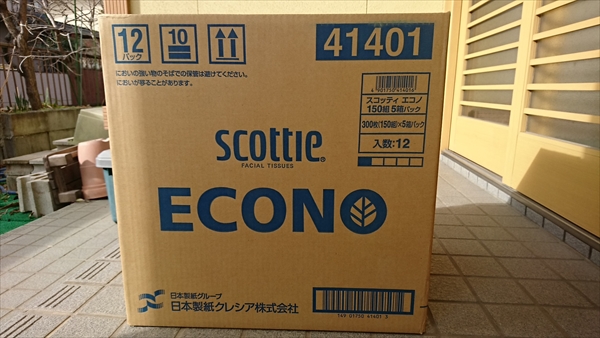 12
パック
10
41401
においの強い物のそばでの保管は避けてください。
においが移ることがあります。
スコッティ エコノ
150組 5箱パック
300枚(150組)×5箱パック
入数:12
scottie
FACIAL TISSUES
ECONO
日本製紙グループ
日本製紙クレシア株式会社